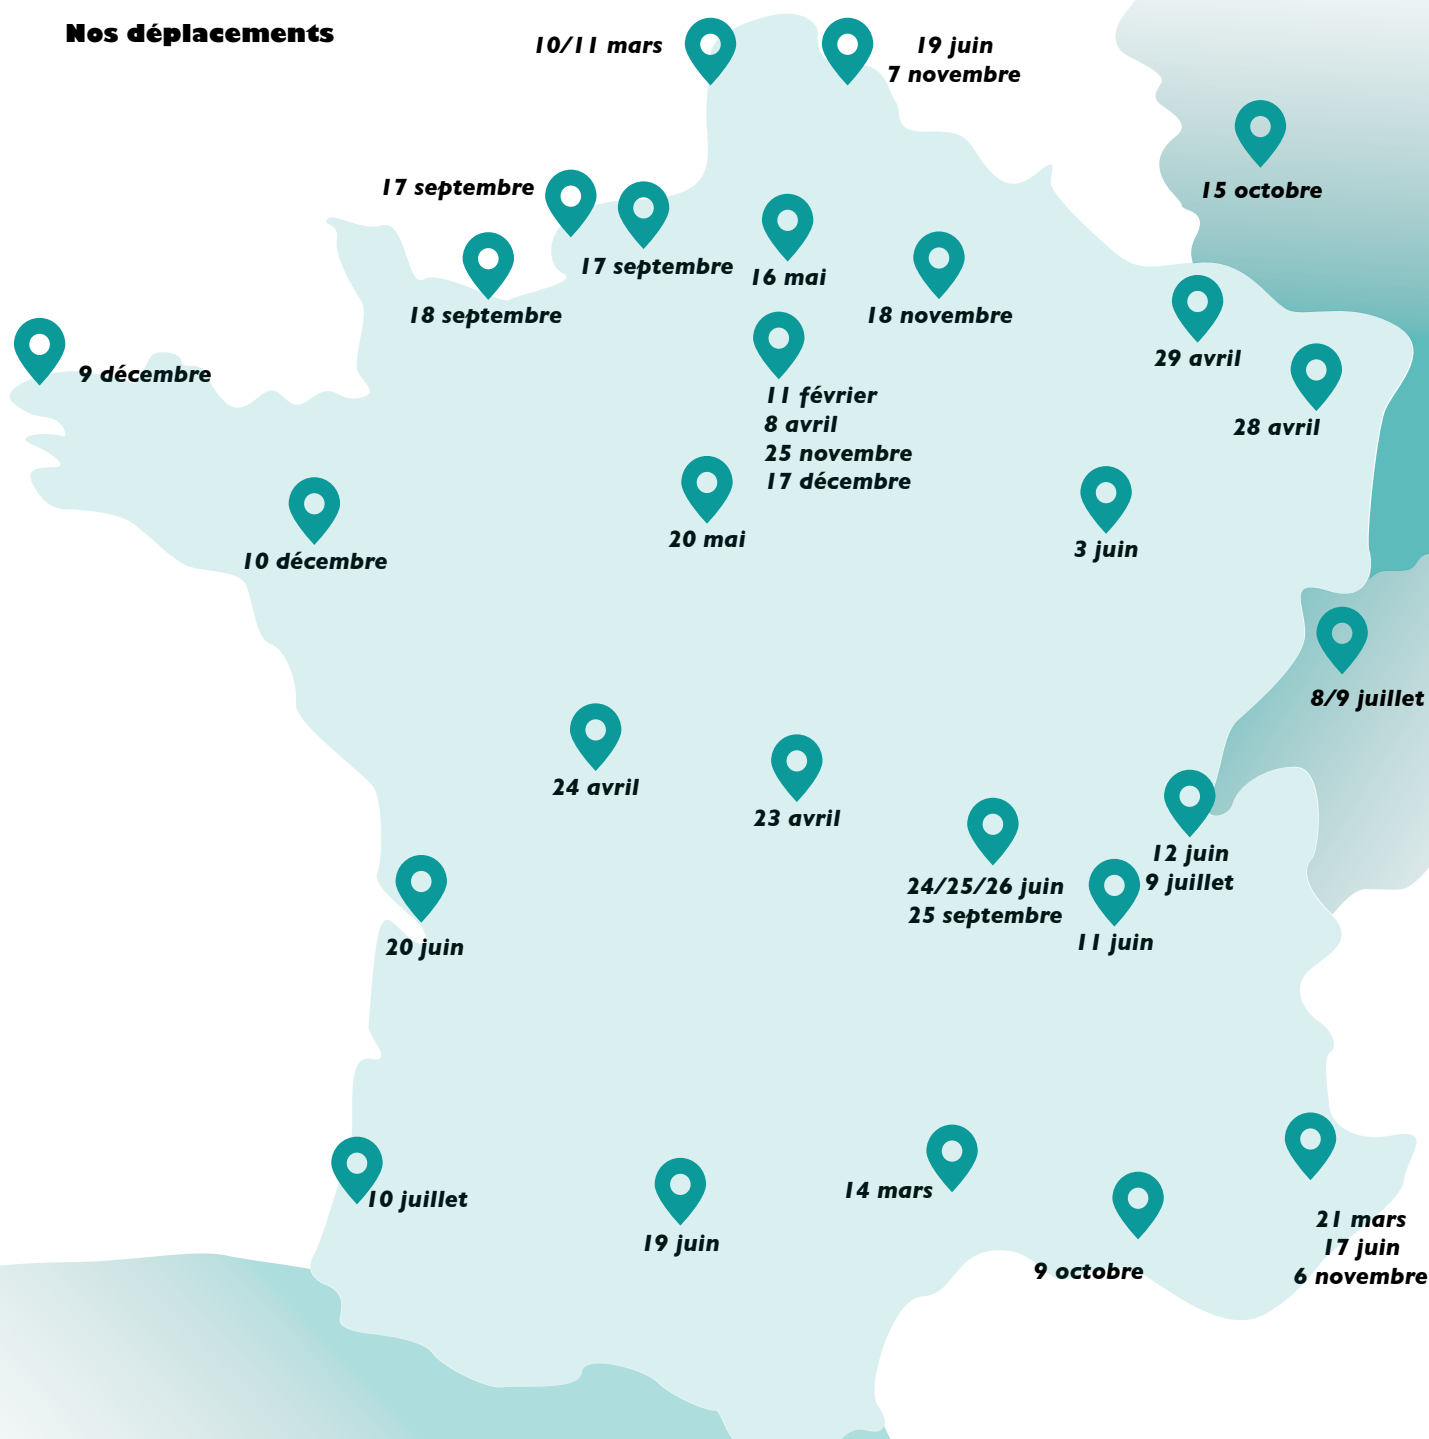 Nos déplacements
10/11 mars
19 juin
7 novembre
15 octobre
17 septembre
17 septembre
16 mai
18 septembre
18 novembre
29 avril
9 décembre
11 février
8 avril
25 novembre
17 décembre
28 avril
20 mai
3 juin
10 décembre
8/9 juillet
24 avril
23 avril
12 juin
9 juillet
24/25/26 juin
25 septembre
11 juin
20 juin
14 mars
10 juillet
19 juin
9 octobre
21 mars
17 juin
6 novembre